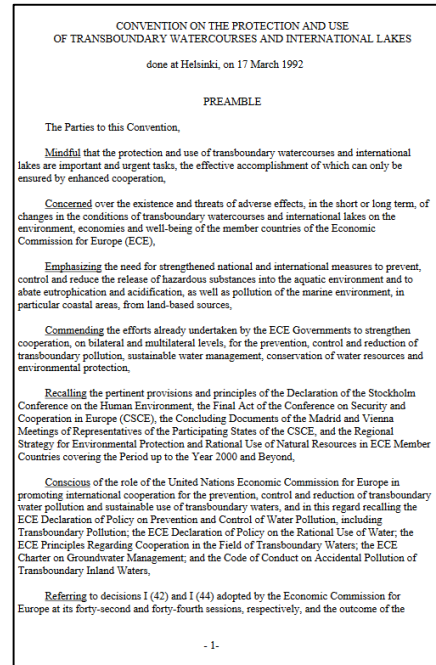 CONVENTION ON THE PROTECTION AND USE
OF TRANSBOUNDARY WATERCOURSES AND INTERNATIONAL LAKES
done at Helsinki, on 17 March 1992
PREAMBLE
The Parties to this Convention,
Mindful that the protection and use of transboundary watercourses and international
lakes are important and urgent tasks, the effective accomplishment of which can only be
ensured by enhanced cooperation,
Concerned over the existence and threats of adverse effects, in the short or long term, of
changes in the conditions of transboundary watercourses and international lakes on the
environment, economies and well-being of the member countries of the Economic
Commission for Europe (ECE),
Emphasizing the need for strengthened national and international measures to prevent,
control and reduce the release of hazardous substances into the aquatic environment and to
abate eutrophication and acidification, as well as pollution of the marine environment, in
particular coastal areas, from land-based sources,
Commending the efforts already undertaken by the ECE Governments to strengthen
cooperation, on bilateral and multilateral levels, for the prevention, control and reduction of
transboundary pollution, sustainable water management, conservation of water resources and
environmental protection,
Recalling the pertinent provisions and principles of the Declaration of the Stockholm
Conference on the Human Environment, the Final Act of the Conference on Security and
Cooperation in Europe (CSCE), the Concluding Documents of the Madrid and Vienna
Meetings of Representatives of the Participating States of the CSCE, and the Regional
Strategy for Environmental Protection and Rational Use of Natural Resources in ECE Member
Countries covering the Period up to the Year 2000 and Beyond,
Conscious of the role of the United Nations Economic Commission for Europe in
promoting international cooperation for the prevention, control and reduction of transboundary
water pollution and sustainable use of transboundary waters, and in this regard recalling the
ECE Declaration of Policy on Prevention and Control of Water Pollution, including
Transboundary Pollution; the ECE Declaration of Policy on the Rational Use of Water; the
ECE Principles Regarding Cooperation in the Field of Transboundary Waters; the ECE
Charter on Groundwater Management; and the Code of Conduct on Accidental Pollution of
Transboundary Inland Waters,
Referring to decisions I (42) and I (44) adopted by the Economic Commission for
Europe at its forty-second and forty-fourth sessions, respectively, and the outcome of the
- 1-